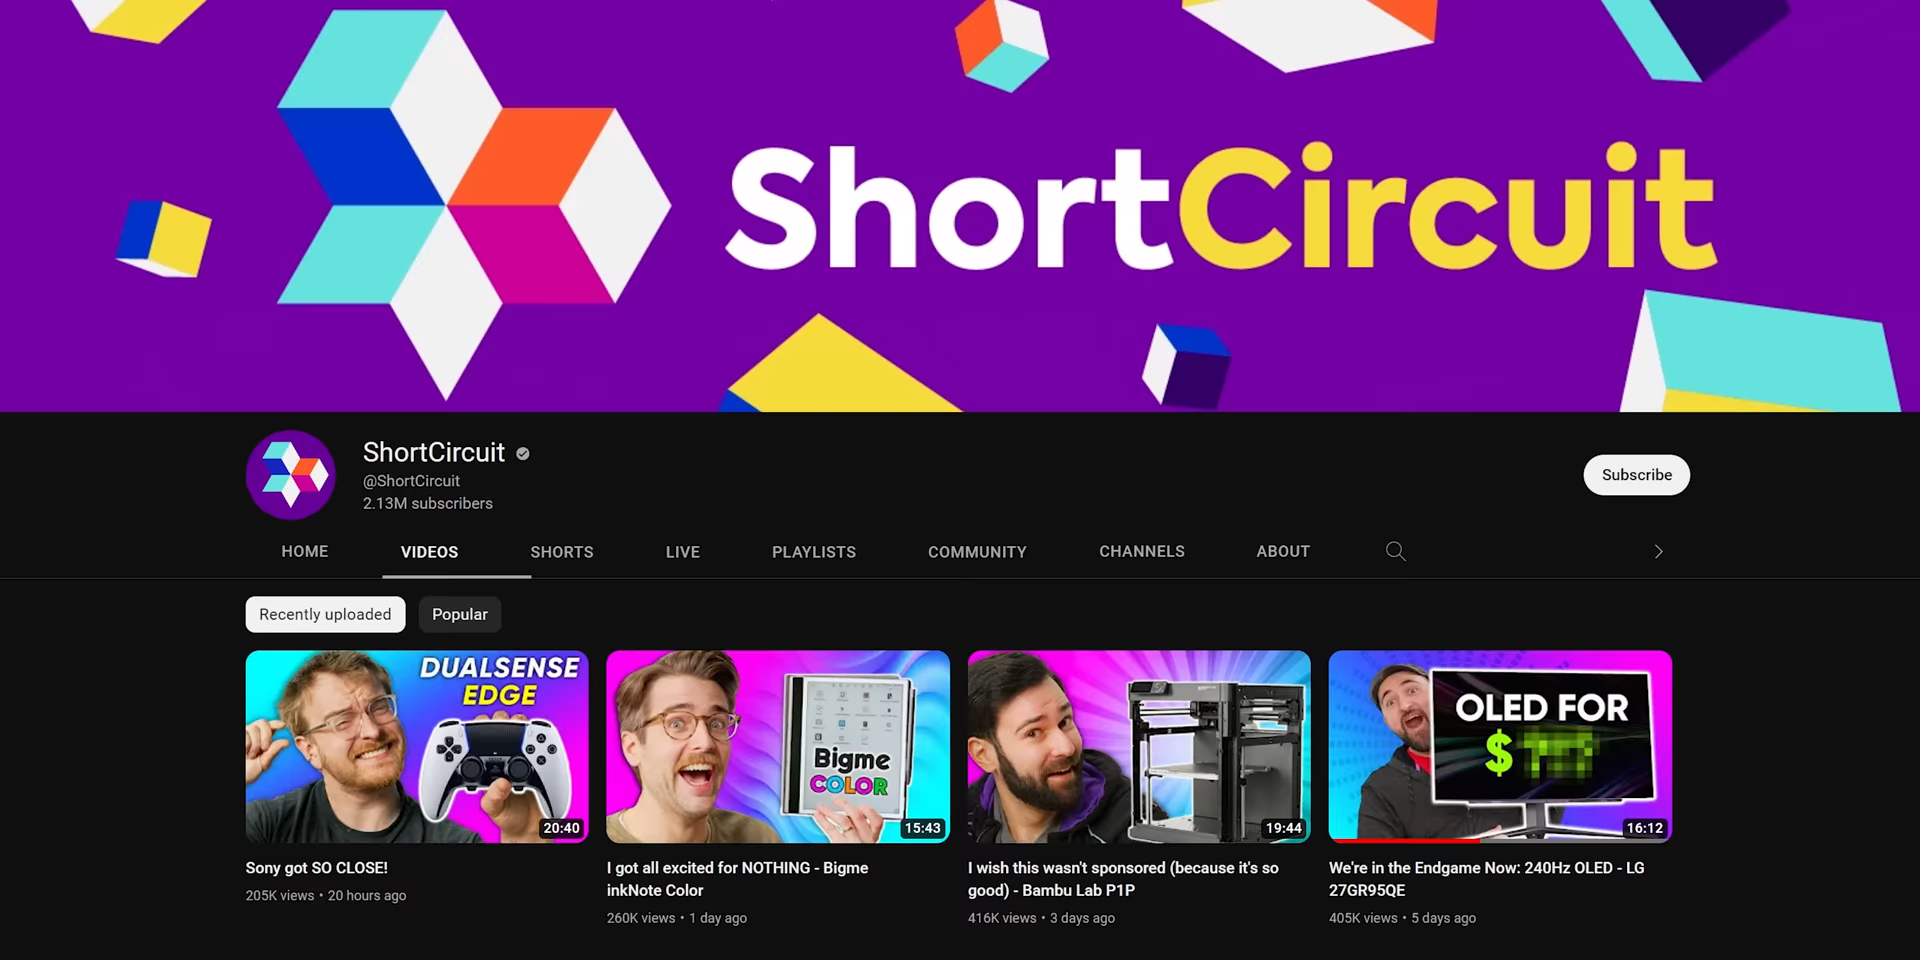 ShortCircuit
ShortCircuit
@ShortCircuit
2.13M subscribers
Subscribe
HOME VIDEOS SHORTS LIVE PLAYLISTS COMMUNITY CHANNELS ABOUT
Recently uploaded Popular
DUALSENSE
EDGE
20:40
Bigme
COLOR
15:43
19:44
OLED FOR
$
16:12
Sony got SO CLOSE!
205K views • 20 hours ago
I got all excited for NOTHING - Bigme
inkNote Color
260K views • 1 day ago
I wish this wasn't sponsored (because it's so
good) - Bambu Lab P1P
416K views • 3 days ago
We're in the Endgame Now: 240Hz OLED - LG
27GR95QE
405K views • 5 days ago